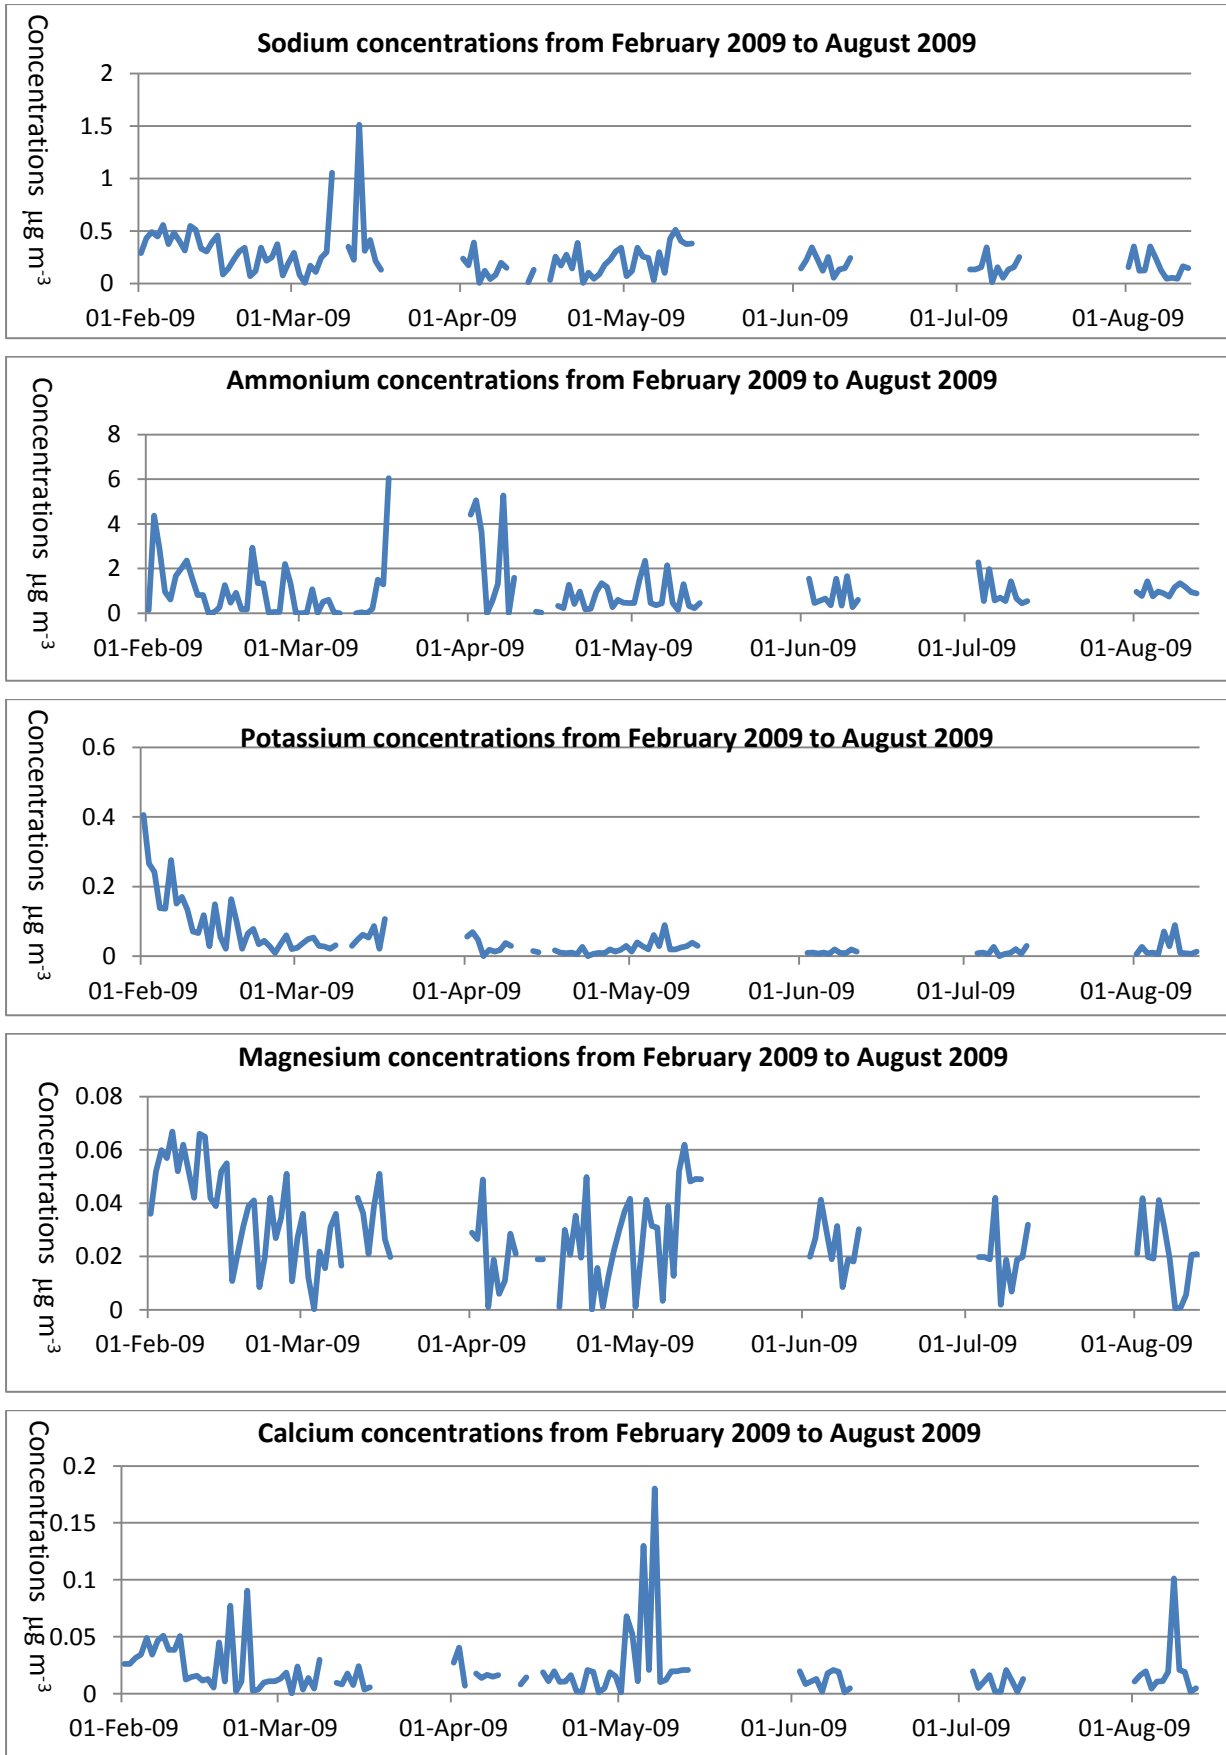 Sodium concentrations from February 2009 to August 2009
Concentrations µg m-3
2
1.5
1
0.5
0
01-Feb-09 01-Mar-09 01-Apr-09 01-May-09 01-Jun-09 01-Jul-09 01-Aug-09
Ammonium concentrations from February 2009 to August 2009
Concentrations µg m-3
8
6
4
2
0
01-Feb-09 01-Mar-09 01-Apr-09 01-May-09 01-Jun-09 01-Jul-09 01-Aug-09
Potassium concentrations from February 2009 to August 2009
Concentrations µg m-3
0.6
0.4
0.2
0
01-Feb-09 01-Mar-09 01-Apr-09 01-May-09 01-Jun-09 01-Jul-09 01-Aug-09
Magnesium concentrations from February 2009 to August 2009
Concentrations µg m-3
0.08
0.06
0.04
0.02
0
01-Feb-09 01-Mar-09 01-Apr-09 01-May-09 01-Jun-09 01-Jul-09 01-Aug-09
Calcium concentrations from February 2009 to August 2009
Concentrations µg m-3
0.2
0.15
0.1
0.05
0
01-Feb-09 01-Mar-09 01-Apr-09 01-May-09 01-Jun-09 01-Jul-09 01-Aug-09